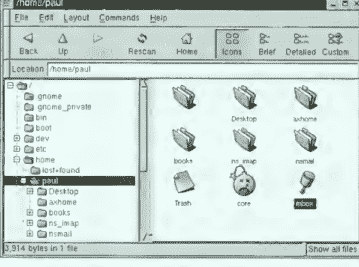 /home/paul
File Edit Layout Commands Help
Back Up Rescan Home Icons Brief Detailed Custom
Location /home/paul
/
.gnome
.gnome_private
bin
boot
dev
etc
home
lost+found
paul
Desktop
axhome
books
ns_imap
nsmail
Desktop axhome
books ns_imap nsmail
Trash core mbox
3,914 bytes in 1 file Show all files